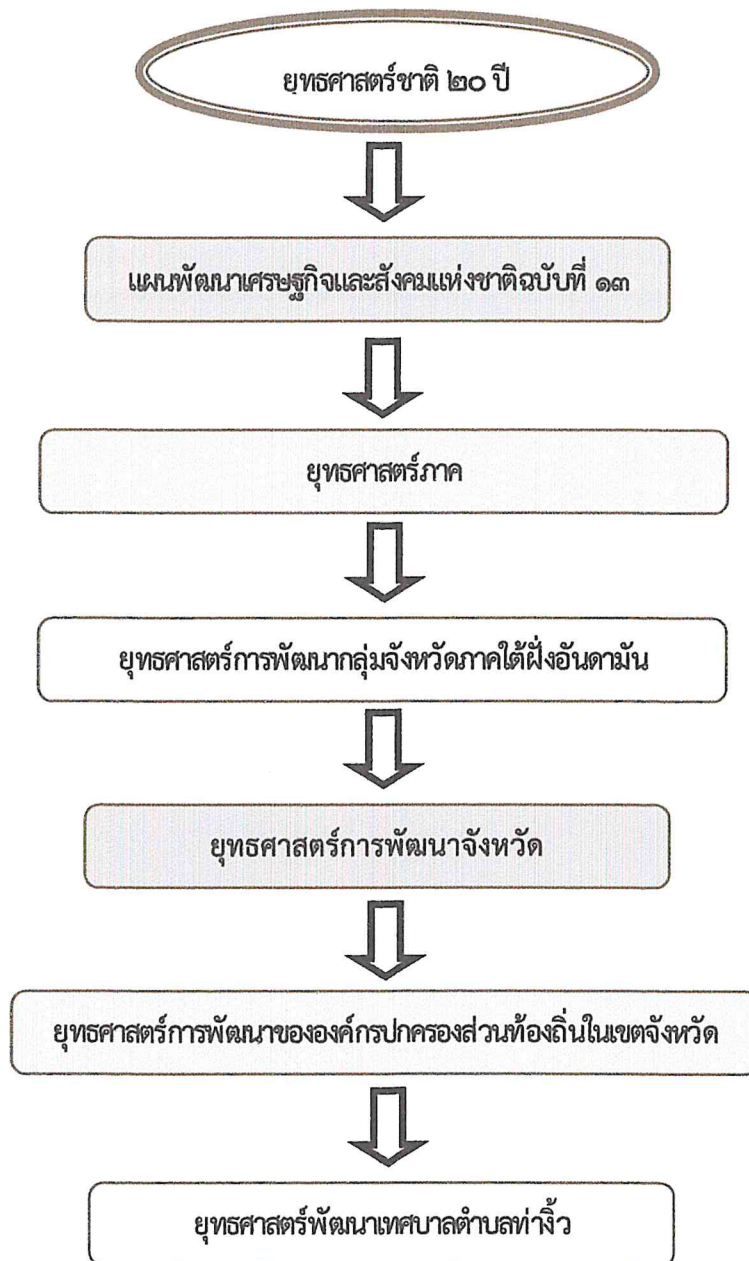 ยุทธศาสตร์ชาติ ๒๐ ปี
แผนพัฒนาเศรษฐกิจและสังคมแห่งชาติฉบับที่ ๑๓
ยุทธศาสตร์ภาค
ยุทธศาสตร์การพัฒนากลุ่มจังหวัดภาคใต้ฝั่งอันดามัน
ยุทธศาสตร์การพัฒนาจังหวัด
ยุทธศาสตร์การพัฒนาขององค์กรปกครองส่วนท้องถิ่นในเขตจังหวัด
ยุทธศาสตร์พัฒนาเทศบาลตำบลท่างิ้ว